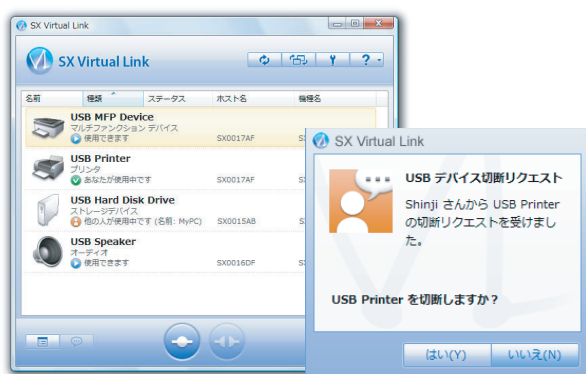 SX Virtual Link
SX Virtual Link
名前 種類 ステータス ホスト名 機種名
USB MFP Device
マルチファンクション デバイス
使用できます SX0017AF
USB Printer
プリンタ
あなたが使用中です SX0017AF
USB Hard Disk Drive
ストレージデバイス
他の人が使用中です (名前: MyPC) SX0015AB
USB Speaker
オーディオ
使用できます SX0016DF
SX Virtual Link
USB デバイス切断リクエスト
Shinji さんから USB Printer
の切断リクエストを受けまし
た。
USB Printer を切断しますか？
はい(Y) いいえ(N)